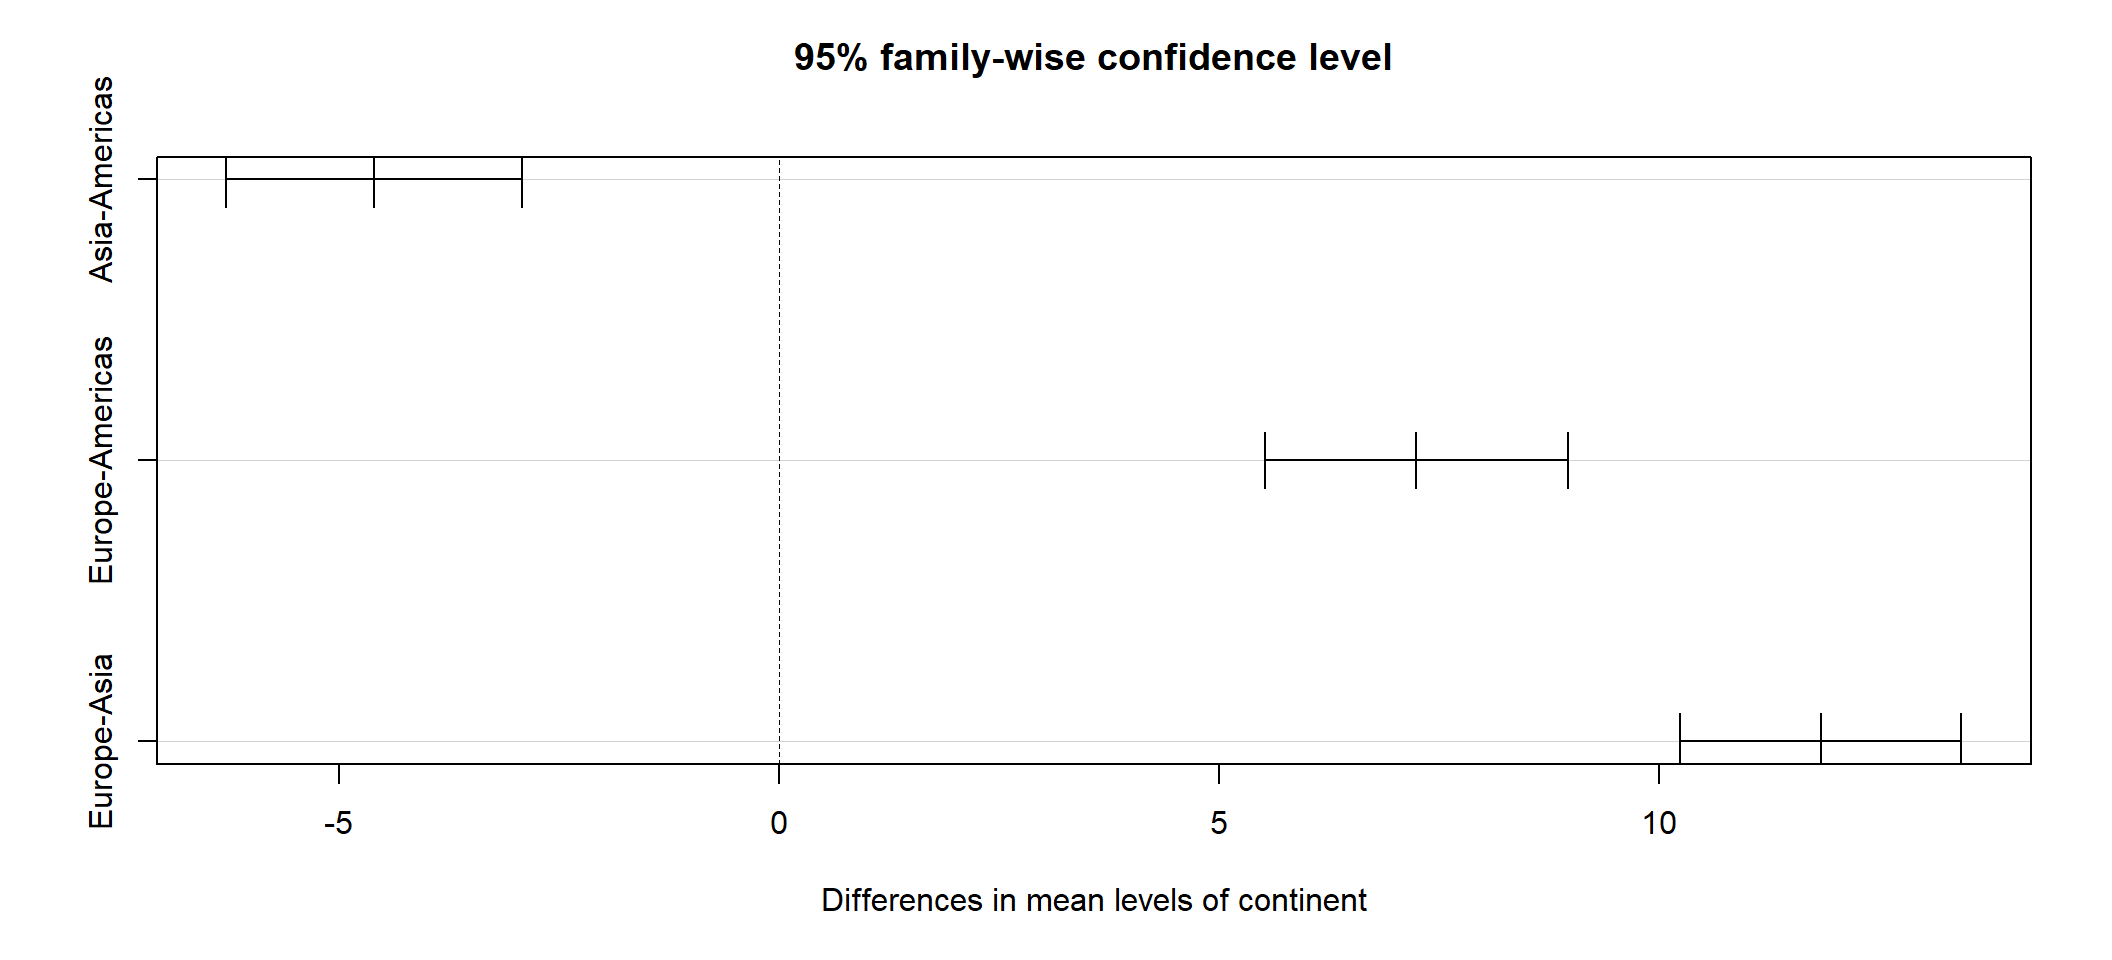 95% family-wise confidence level
Asia-Americas
Europe-Americas
Europe-Asia
-5 0 5 10
Differences in mean levels of continent